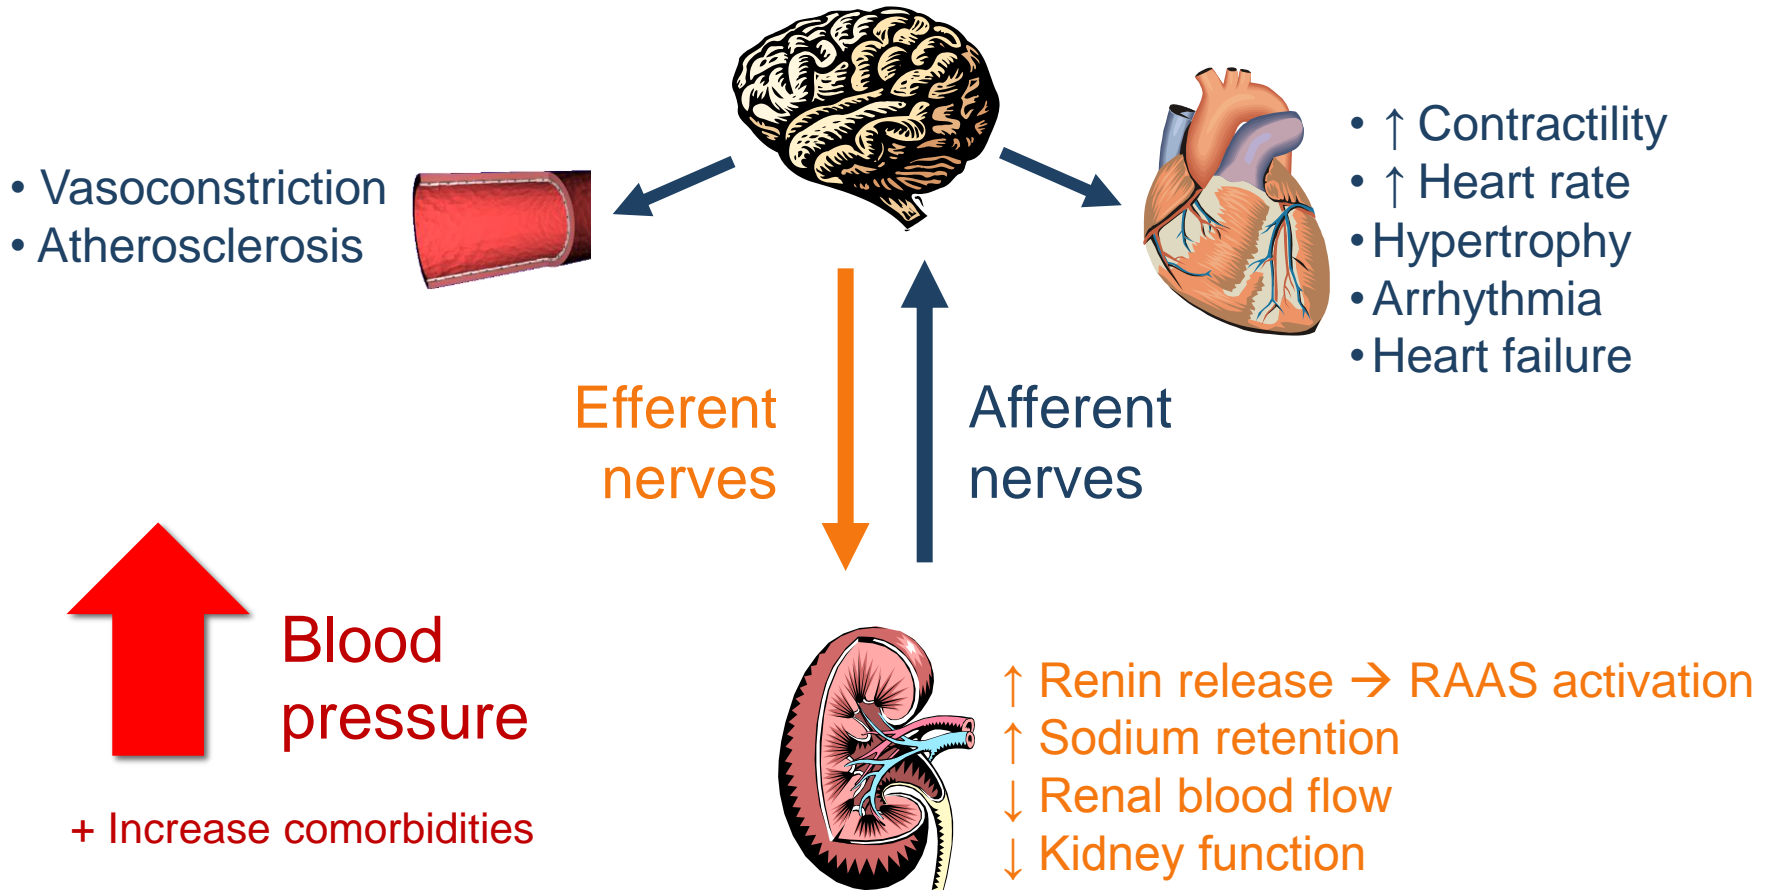 • Vasoconstriction
• Atherosclerosis
• ↑ Contractility
• ↑ Heart rate
• Hypertrophy
• Arrhythmia
• Heart failure
Efferent
nerves
Afferent
nerves
Blood
pressure
+ Increase comorbidities
↑ Renin release → RAAS activation
↑ Sodium retention
↓ Renal blood flow
↓ Kidney function